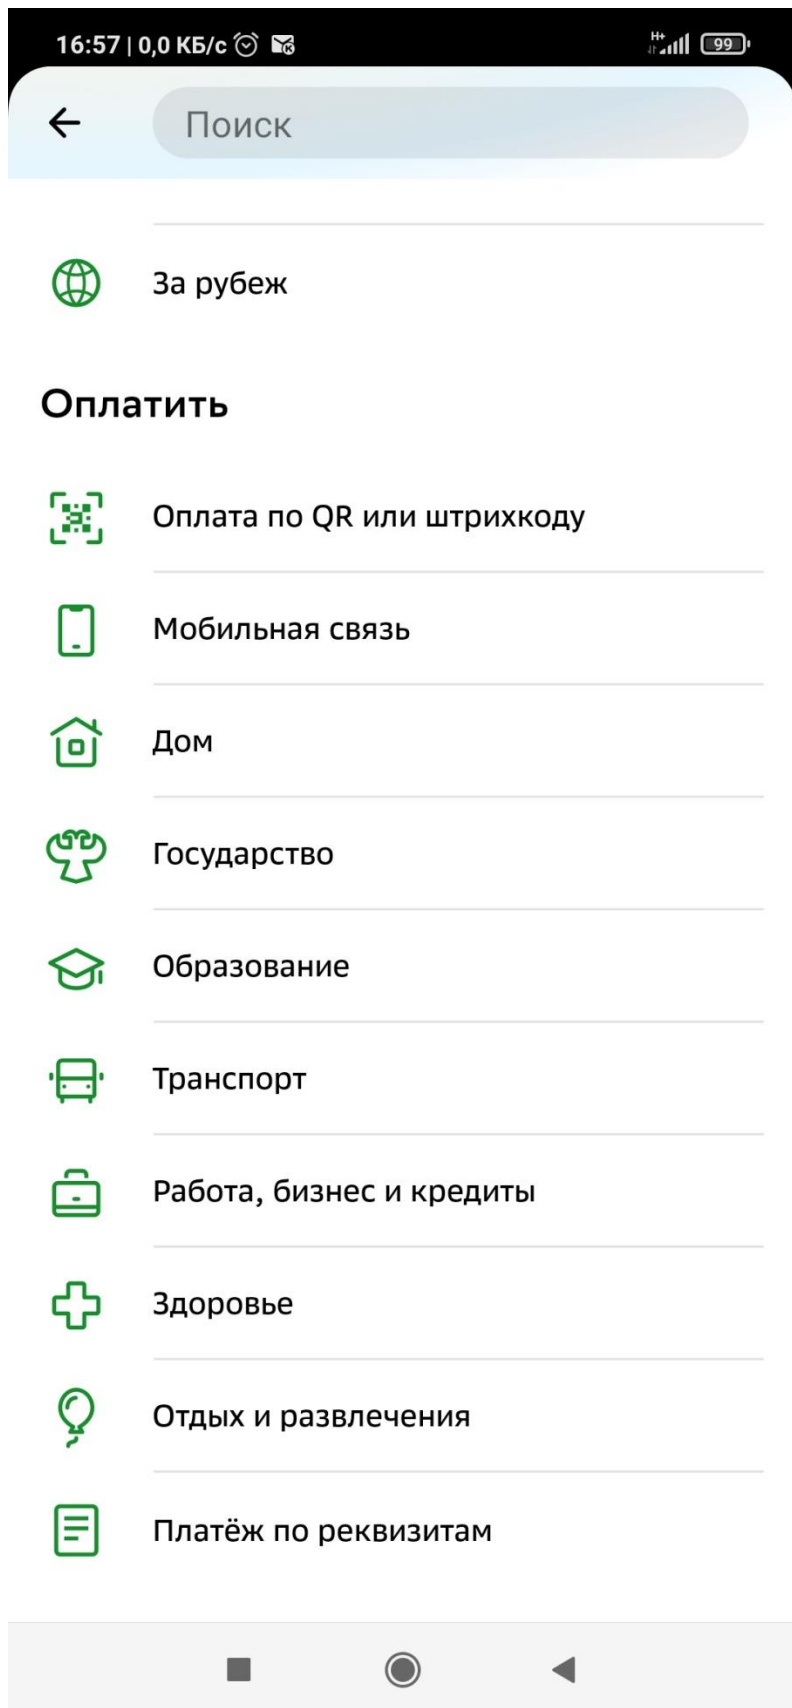 16:57 | 0,0 КБ/с
H+
99
Поиск
За рубеж
Оплатить
Оплата по QR или штрихкоду
Мобильная связь
Дом
Государство
Образование
Транспорт
Работа, бизнес и кредиты
Здоровье
Отдых и развлечения
Платёж по реквизитам